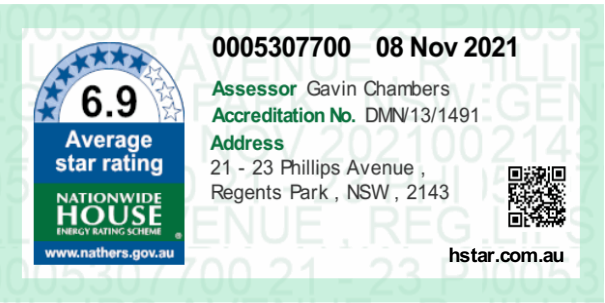 0005307700 08 Nov 2021
6.9
Average
star rating
NATIONWIDE
HOUSE
ENERGY RATING SCHEME
®
www.nathers.gov.au
Assessor Gavin Chambers
Accreditation No. DMN/13/1491
Address
21 - 23 Phillips Avenue ,
Regents Park , NSW , 2143
hstar.com.au